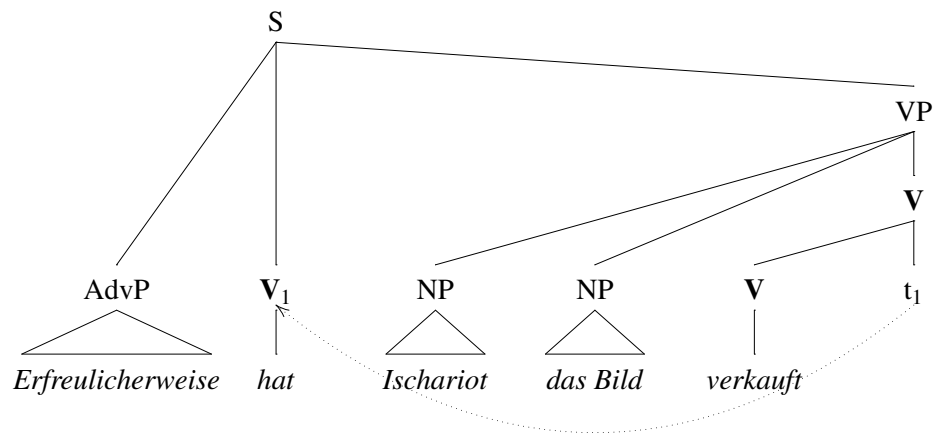 S
VP
V
AdvP V₁ NP NP V t₁
Erfreulicherweise hat Ischariot das Bild verkauft